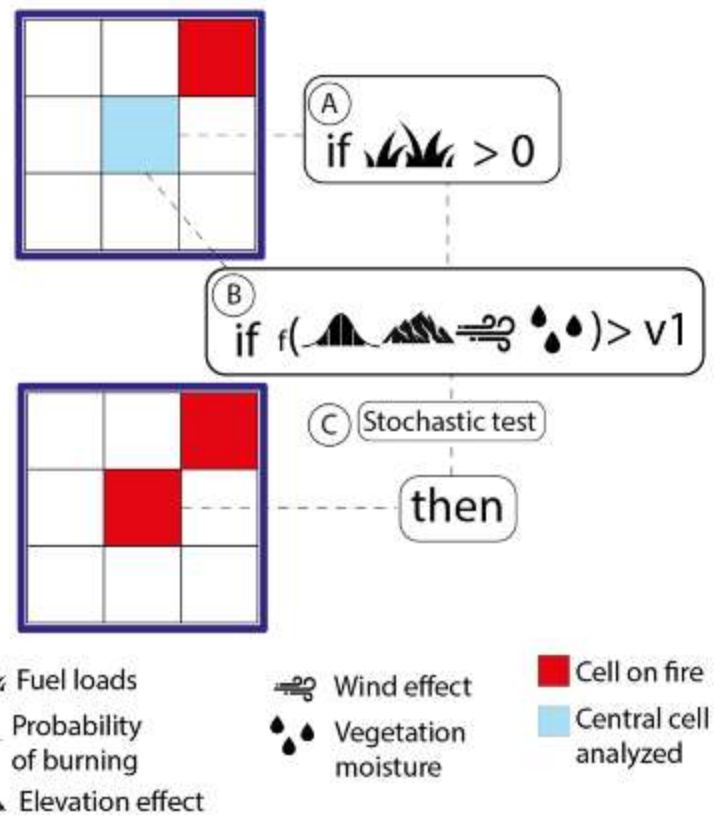 A
if > 0
B
if f( )> v1
C Stochastic test
then
Fuel loads
Probability
of burning
Elevation effect
Wind effect
Vegetation
moisture
Cell on fire
Central cell
analyzed